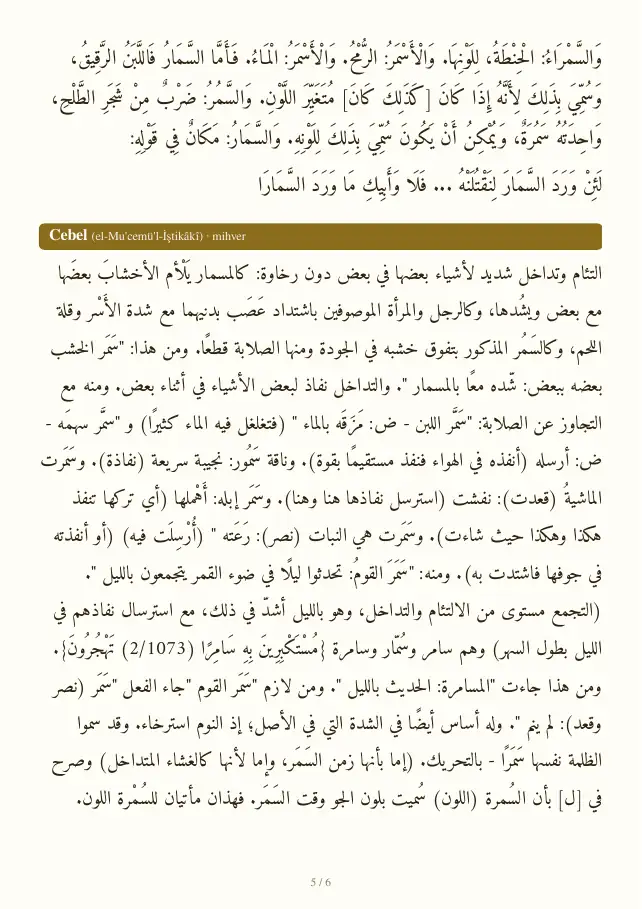 وَالسَّمْرَاءُ: الْحِنْطَةُ، لِلَوْنِهَا. وَالْأَسْمَرُ: الرُّمْحُ. وَالْأَسْمَرُ: الْمَاءُ. فَأَمَّا السَّمَارُ فَاللَّبَنُ الرَّقِيقُ،
وَسُمِّيَ بِذَلِكَ لِأَنَّهُ إِذَا كَانَ [كَذَلِكَ كَانَ] مُتَغَيِّرَ اللَّوْنِ. وَالسَّمُرُ: ضَرْبٌ مِنْ شَجَرِ الطَّلْحِ،
وَاحِدَتُهُ سَمُرَةٌ، وَيُمْكِنُ أَنْ يَكُونَ سُمِّيَ بِذَلِكَ لِلَوْنِهِ. وَالسَّمَارُ: مَكَانٌ فِي قَوْلِهِ:
لَئِنْ وَرَدَ السَّمَارَ لَنَقْتُلَنْهُ ... فَلَا وَأَبِيكِ مَا وَرَدَ السَّمَارَا
Cebel (el-Mu'cemü'l-İştikâkî) · mihver
التئام وتداخل شديد لأشياء بعضها في بعض دون رخاوة: كالمسمار يَلْأم الأخشابَ بعضَها
مع بعض ويشُدها، وكالرجل والمرأة الموصوفين باشتداد عَصَب بدنيهما مع شدة الأَسْر وقلة
اللحم، وكالسَمُر المذكور بتفوق خشبه في الجودة ومنها الصلابة قطعًا. ومن هذا: "سَمَر الخشب
بعضه ببعض: شّده معًا بالمسمار ". والتداخل نفاذ لبعض الأشياء في أثناء بعض. ومنه مع
التجاوز عن الصلابة: "سَمَّر اللبن - ض: مَزَقَه بالماء " (فتغلغل فيه الماء كثيرًا) و "سمَّر سهمَه -
ض: أرسله (أنفذه في الهواء فنفذ مستقيمًا بقوة). وناقة سَمُور: نجيبة سريعة (نفاذة). وسَمَرت
الماشيةُ (قعدت): نفشت (استرسل نفاذها هنا وهنا). وسَمَر إبله: أَهْملها (أي تركها تنفذ
هكذا وهكذا حيث شاءت). وسَمَرت هي النبات (نصر): رَعَته " (أُرْسِلَت فيه) (أو أنفذته
في جوفها فاشتدت به). ومنه: "سَمَرَ القومُ: تحدثوا ليلًا في ضوء القمر يتجمعون بالليل ".
(التجمع مستوى من الالتئام والتداخل، وهو بالليل أشدّ في ذلك، مع استرسال نفاذهم في
الليل بطول السهر) وهم سامر وسُمّار وسامرة {مُسْتَكْبِرِينَ بِهِ سَامِرًا (2/1073) تَهْجُرُونَ}.
ومن هذا جاءت "المسامرة: الحديث بالليل ". ومن لازم "سَمَر القوم "جاء الفعل "سَمَر (نصر
وقعد): لم ينم ". وله أساس أيضًا في الشدة التي في الأصل؛ إذ النوم استرخاء. وقد سموا
الظلمة نفسها سَمَرًا - بالتحريك. (إما بأنها زمن السَمَر، وإما لأنها كالغشاء المتداخل) وصرح
في [ل] بأن السُمرة (اللون) سُميت بلون الجو وقت السَمَر. فهذان مأتيان للسُمْرة اللون.
5 / 6